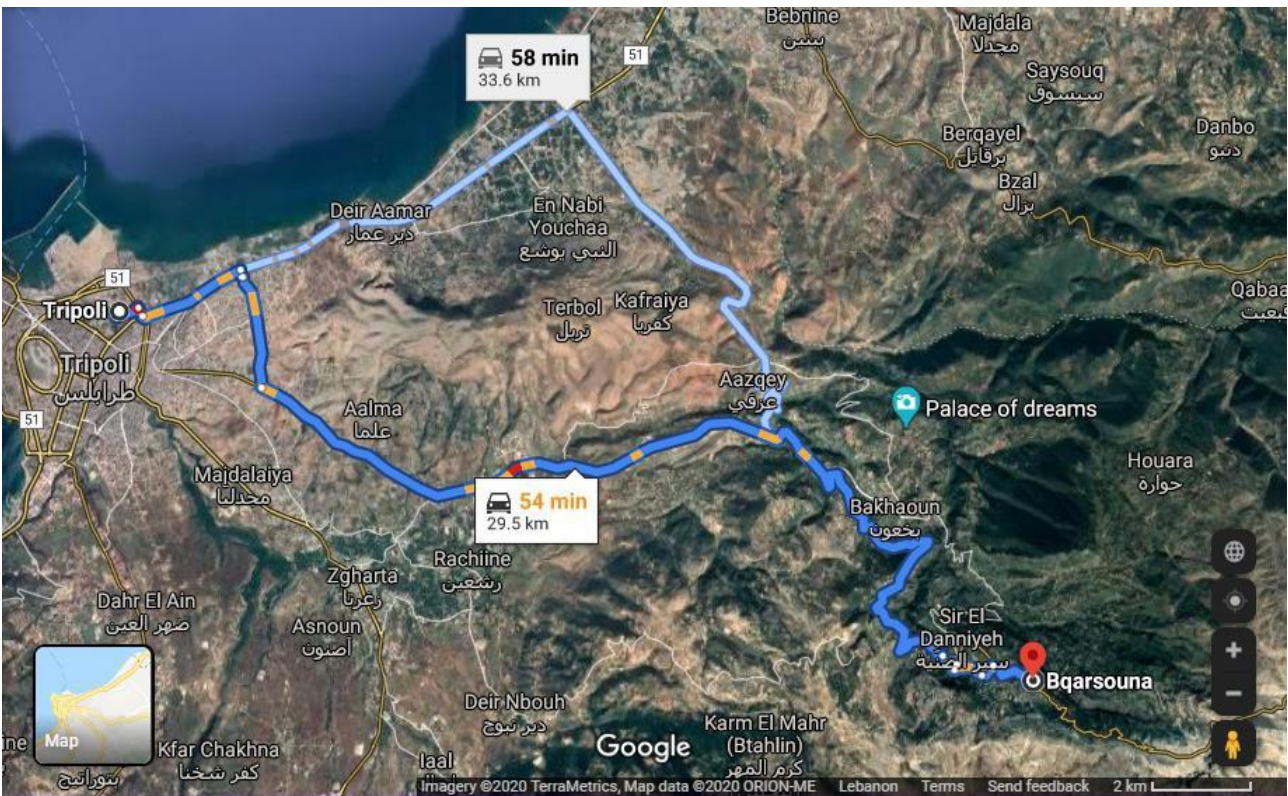 Bebnine
ببنين
Majdala
مجدلا
58 min
33.6 km
51
Saysouq
سيسوق
Danbo
دنبو
Berqayel
برقايل
Bzal
بزال
Deir Aamar
دير عمار
En Nabi
Youchaa
النبي يوشع
51
Tripoli
Terbol
تربل
Kafraiya
كفريا
Qabaa
قبعيت
Tripoli
طرابلس
51
Aazqey
عزقي
Palace of dreams
Aalma
علما
Majdalaiya
مجدليا
54 min
29.5 km
Houara
حوارة
Bakhaoun
بخعون
Rachiine
رشعين
Zgharta
زغرتا
Dahr El Ain
ضهر العين
Asnoun
أصنون
Sir El
Danniyeh
سير الضنية
Bqarsouna
Deir Nbouh
دير نبوح
Karm El Mahr
(Btahlin)
كرم المهر
Map
ine
Kfar Chakhna
كفر شخنا
Iaal
Google
Imagery ©2020 TerraMetrics, Map data ©2020 ORION-ME Lebanon Terms Send feedback 2 km